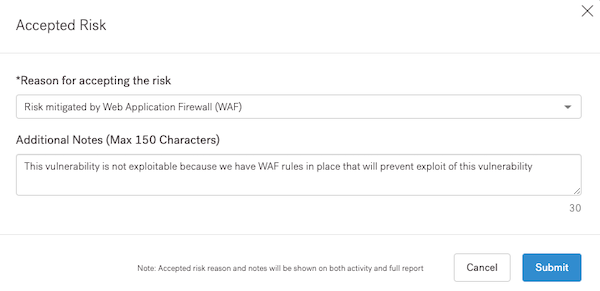 Accepted Risk
*Reason for accepting the risk
Risk mitigated by Web Application Firewall (WAF)
Additional Notes (Max 150 Characters)
This vulnerability is not exploitable because we have WAF rules in place that will prevent exploit of this vulnerability
30
Note: Accepted risk reason and notes will be shown on both activity and full report
Cancel
Submit